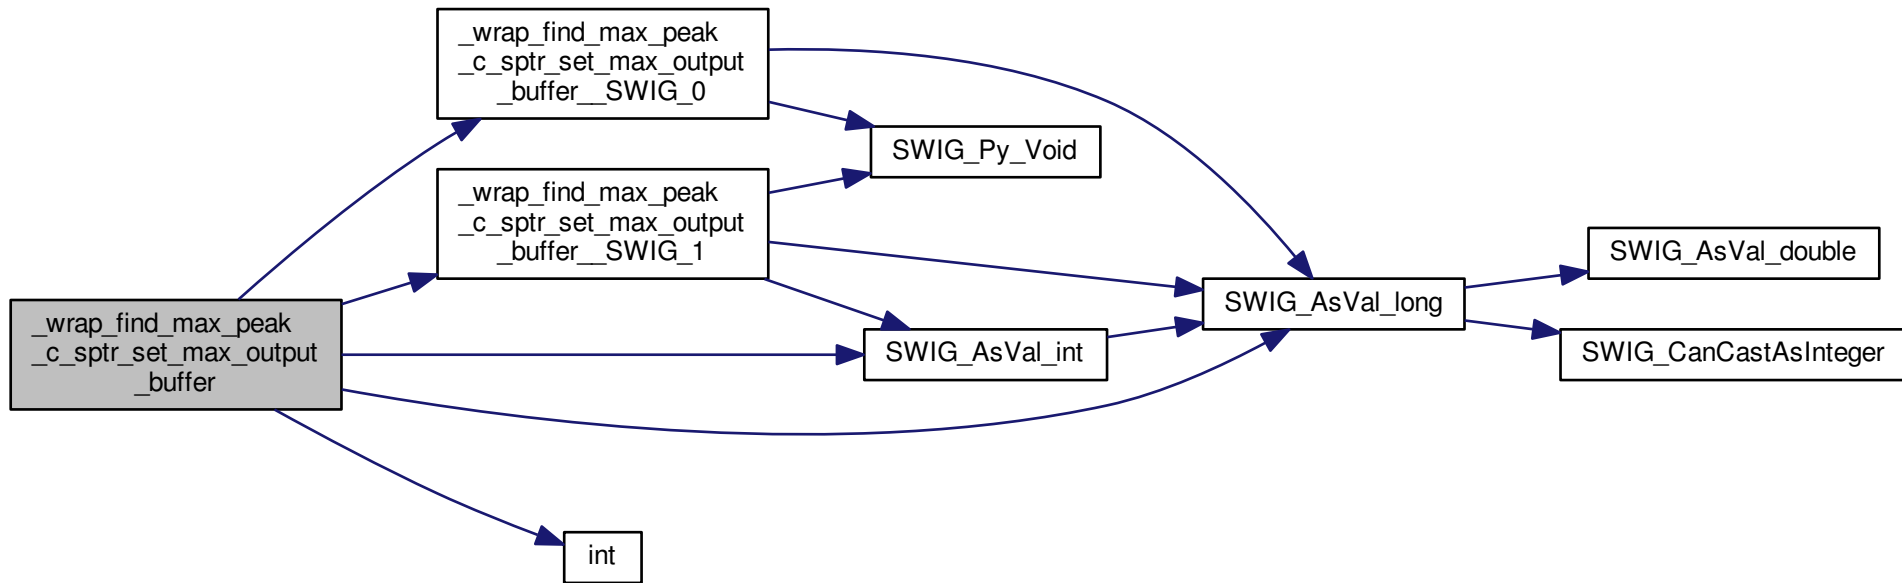 _wrap_find_max_peak
_c_sptr_set_max_output
_buffer__SWIG_0
SWIG_Py_Void
_wrap_find_max_peak
_c_sptr_set_max_output
_buffer__SWIG_1
SWIG_AsVal_double
SWIG_AsVal_long
_wrap_find_max_peak
_c_sptr_set_max_output
_buffer
SWIG_AsVal_int
SWIG_CanCastAsInteger
int